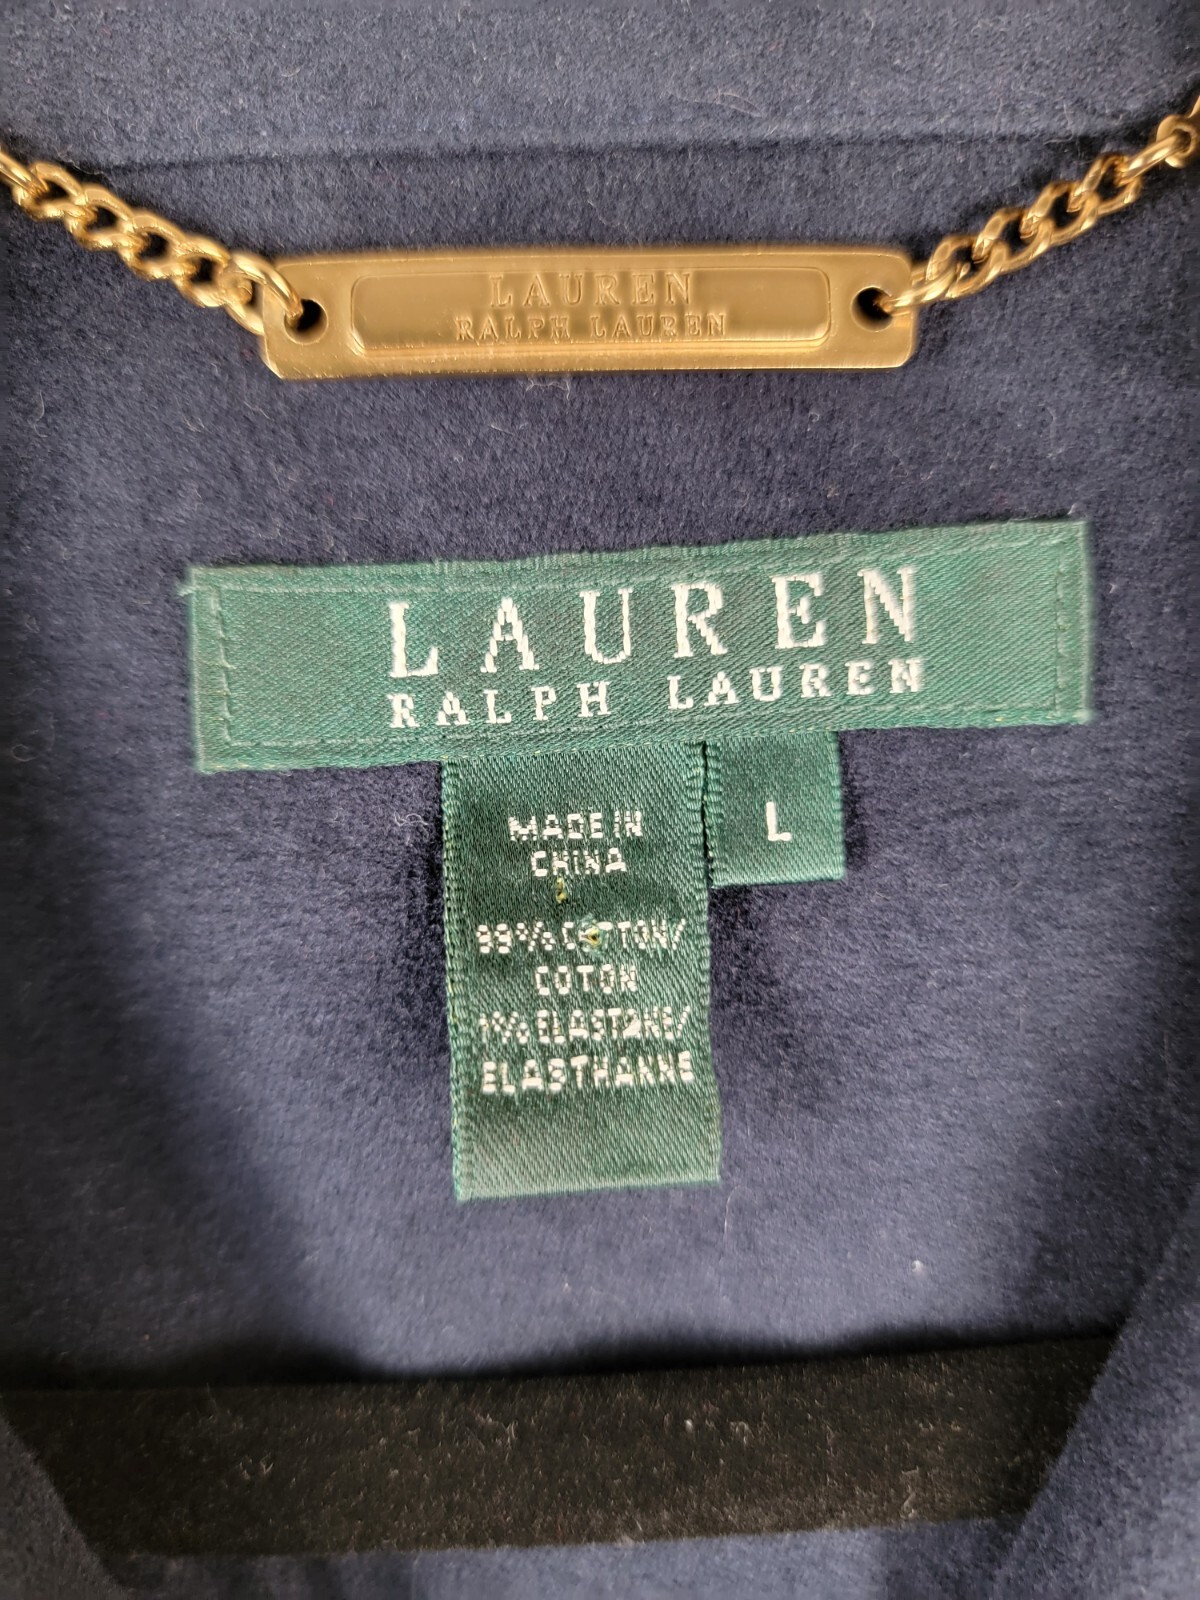 LAUREN
RALPH LAUREN
LAUREN
RALPH LAUREN
L
MADE IN
CHINA
99% COTTON/
COTON
1% ELASTANE/
ELASTHANNE